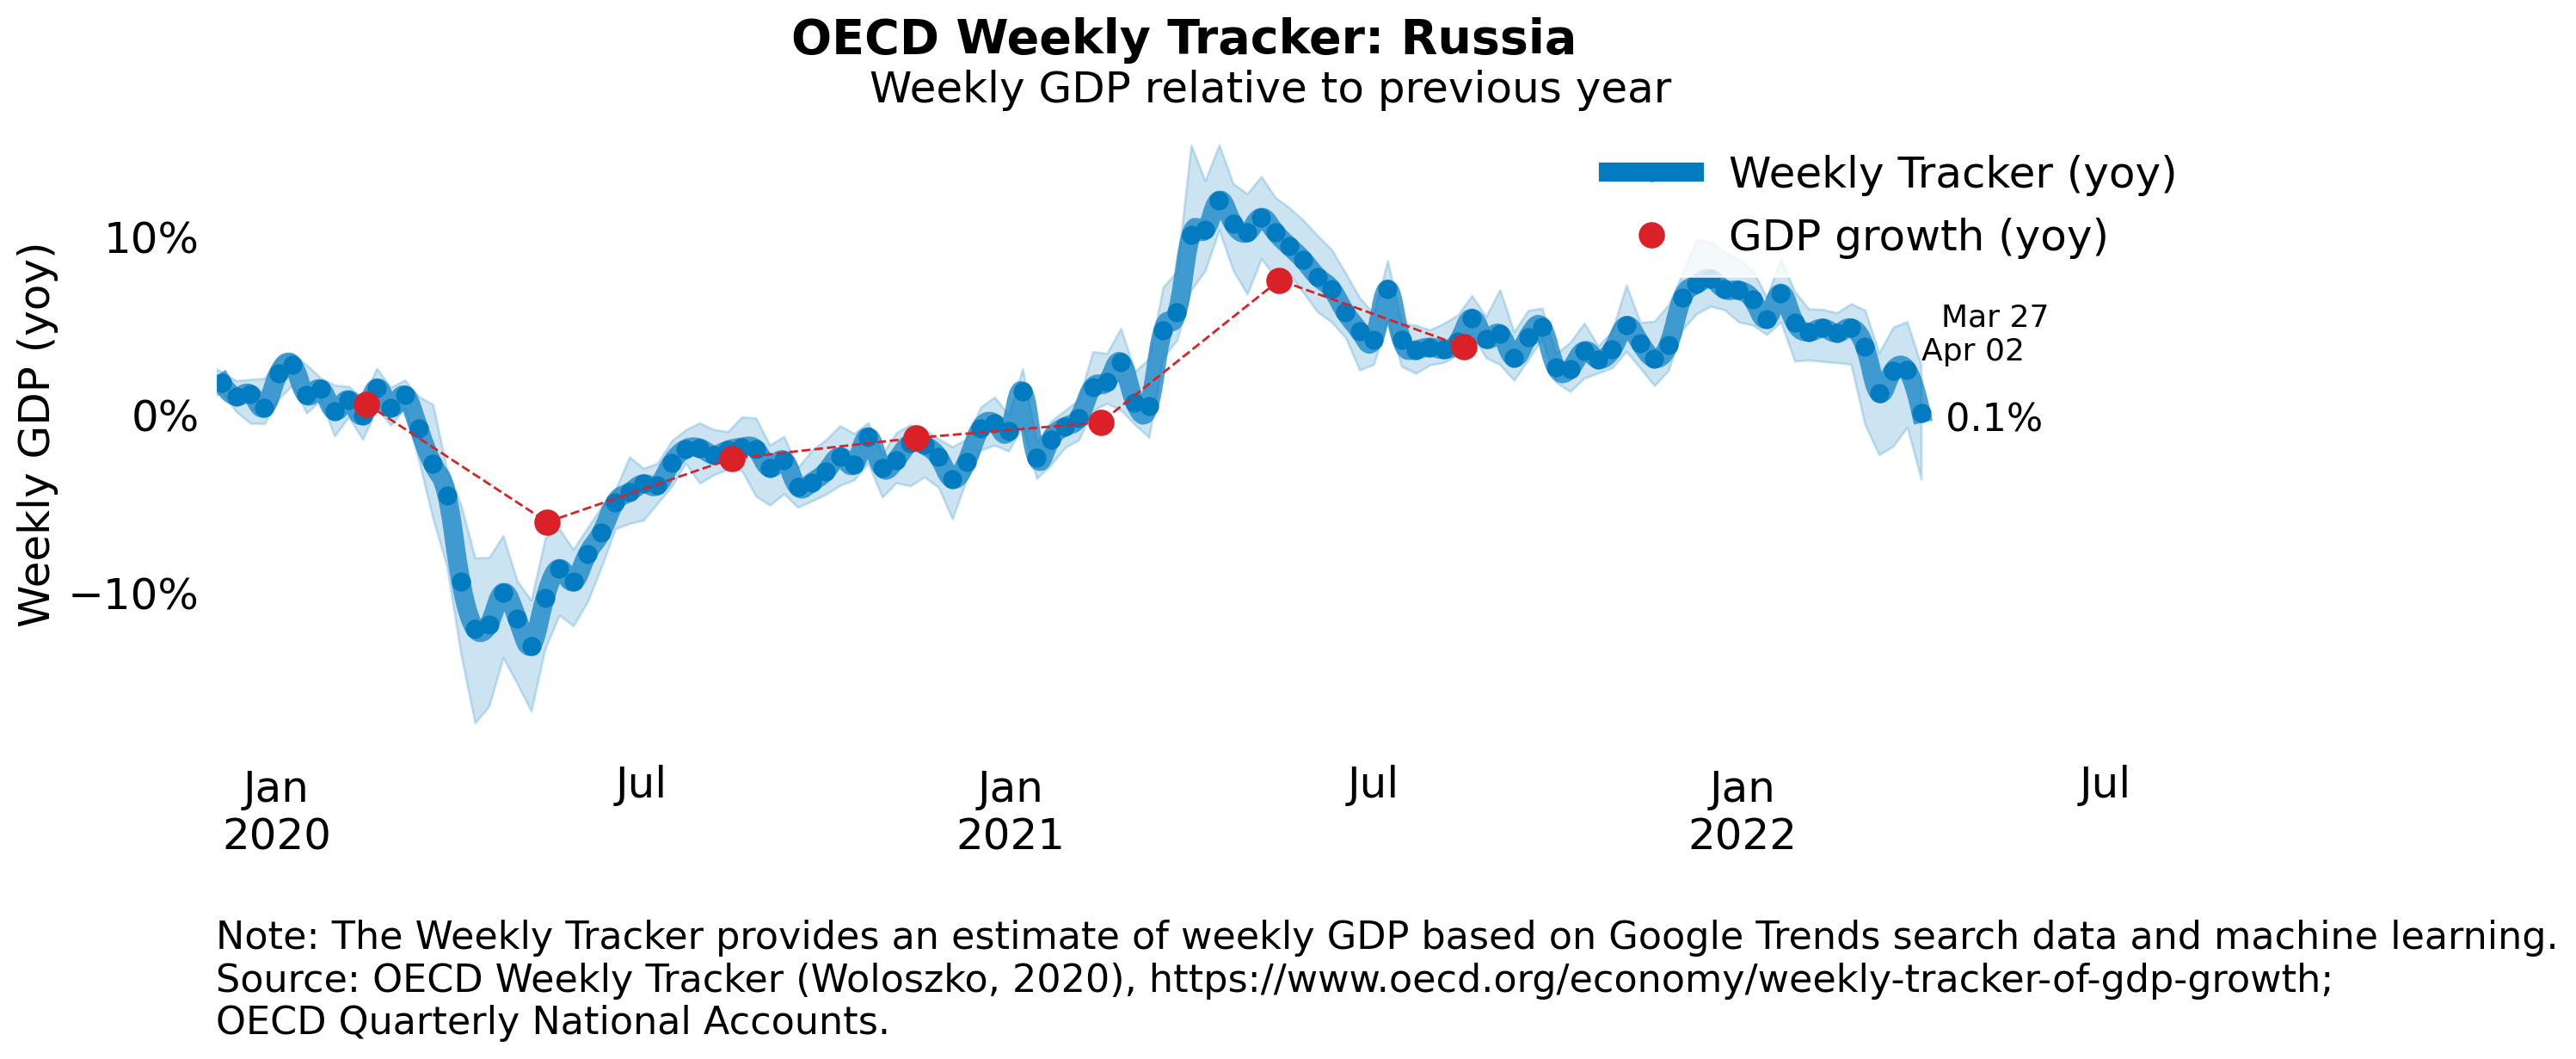 OECD Weekly Tracker: Russia
Weekly GDP relative to previous year
Weekly Tracker (yoy)
GDP growth (yoy)
Weekly GDP (yoy)
10%
0%
−10%
Mar 27
Apr 02
0.1%
Jan
2020
Jul
Jan
2021
Jul
Jan
2022
Jul
Note: The Weekly Tracker provides an estimate of weekly GDP based on Google Trends search data and machine learning.
Source: OECD Weekly Tracker (Woloszko, 2020), https://www.oecd.org/economy/weekly-tracker-of-gdp-growth;
OECD Quarterly National Accounts.